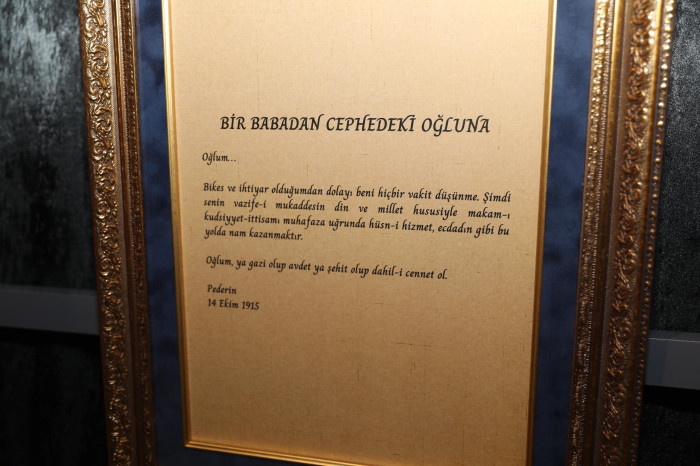 BİR BABADAN CEPHEDEKİ OĞLUNA
Oğlum...
Bikes ve ihtiyar olduğumdan dolayı beni hiçbir vakit düşünme. Şimdi
senin vazife-i mukaddesin din ve millet hususiyle makam-ı
kudsiyyet-ittisamı muhafaza uğrunda hüsn-i hizmet, ecdadın gibi bu
yolda nam kazanmaktır.
Oğlum, ya gazi olup avdet ya şehit olup dahil-i cennet ol.
Pederin
14 Ekim 1915